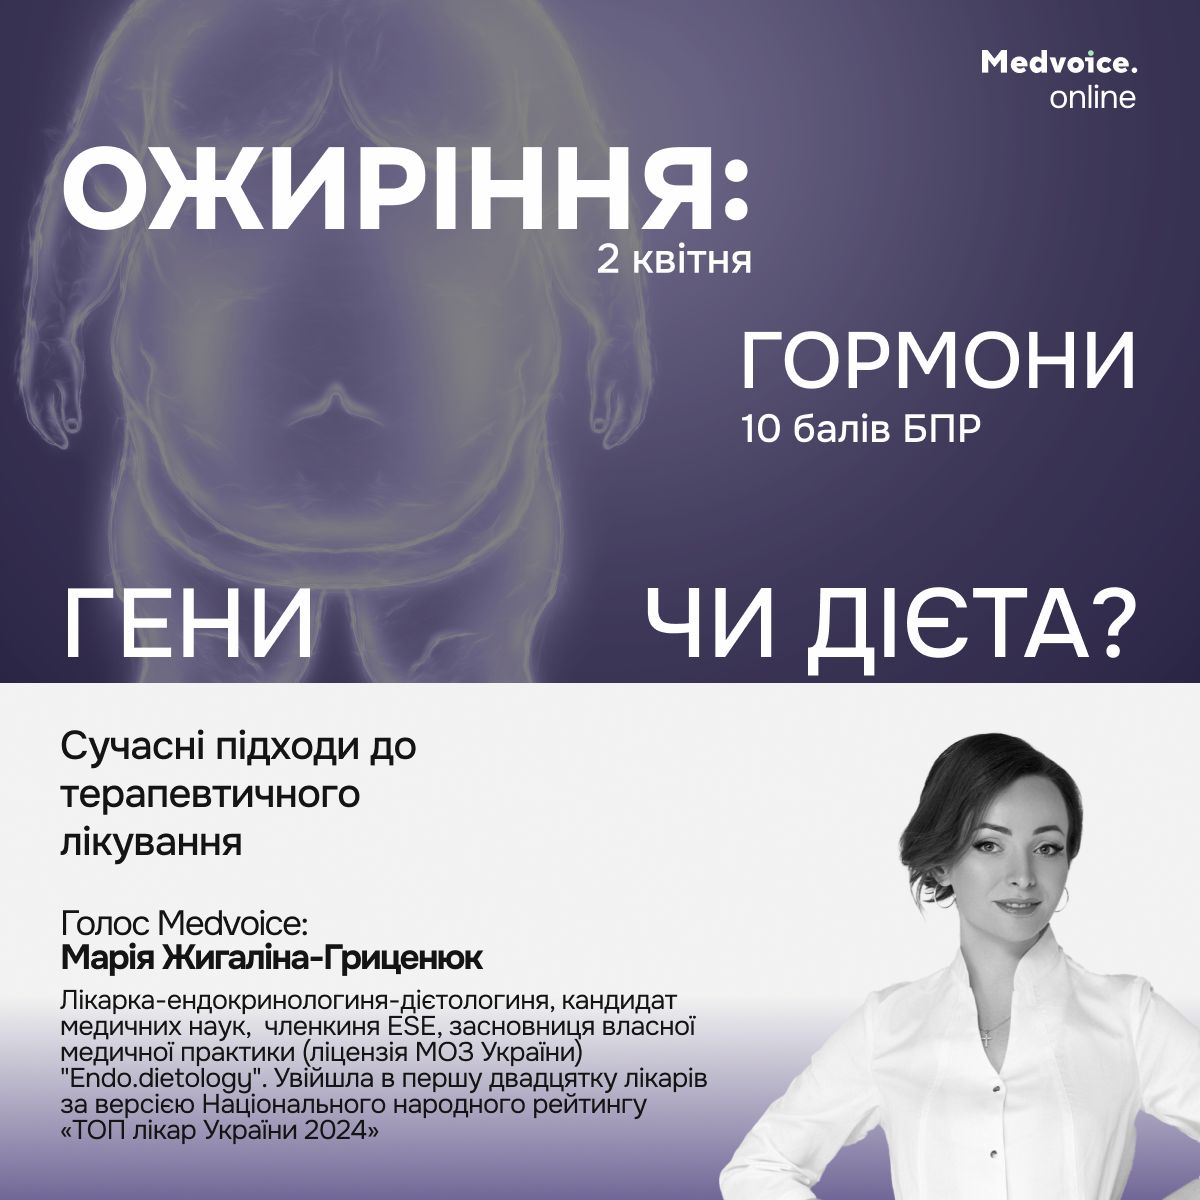 Medvoice.
online
ОЖИРІННЯ:
2 квітня
ГОРМОНИ
10 балів БПР
ГЕНИ ЧИ ДІЄТА?
Сучасні підходи до
терапевтичного
лікування
Голос Medvoice:
Марія Жигаліна-Гриценюк
Лікарка-ендокринологиня-дієтологиня, кандидат
медичних наук, членкиня ESE, засновниця власної
медичної практики (ліцензія МОЗ України)
"Endo.dietology". Увійшла в першу двадцятку лікарів
за версією Національного народного рейтингу
«ТОП лікар України 2024»